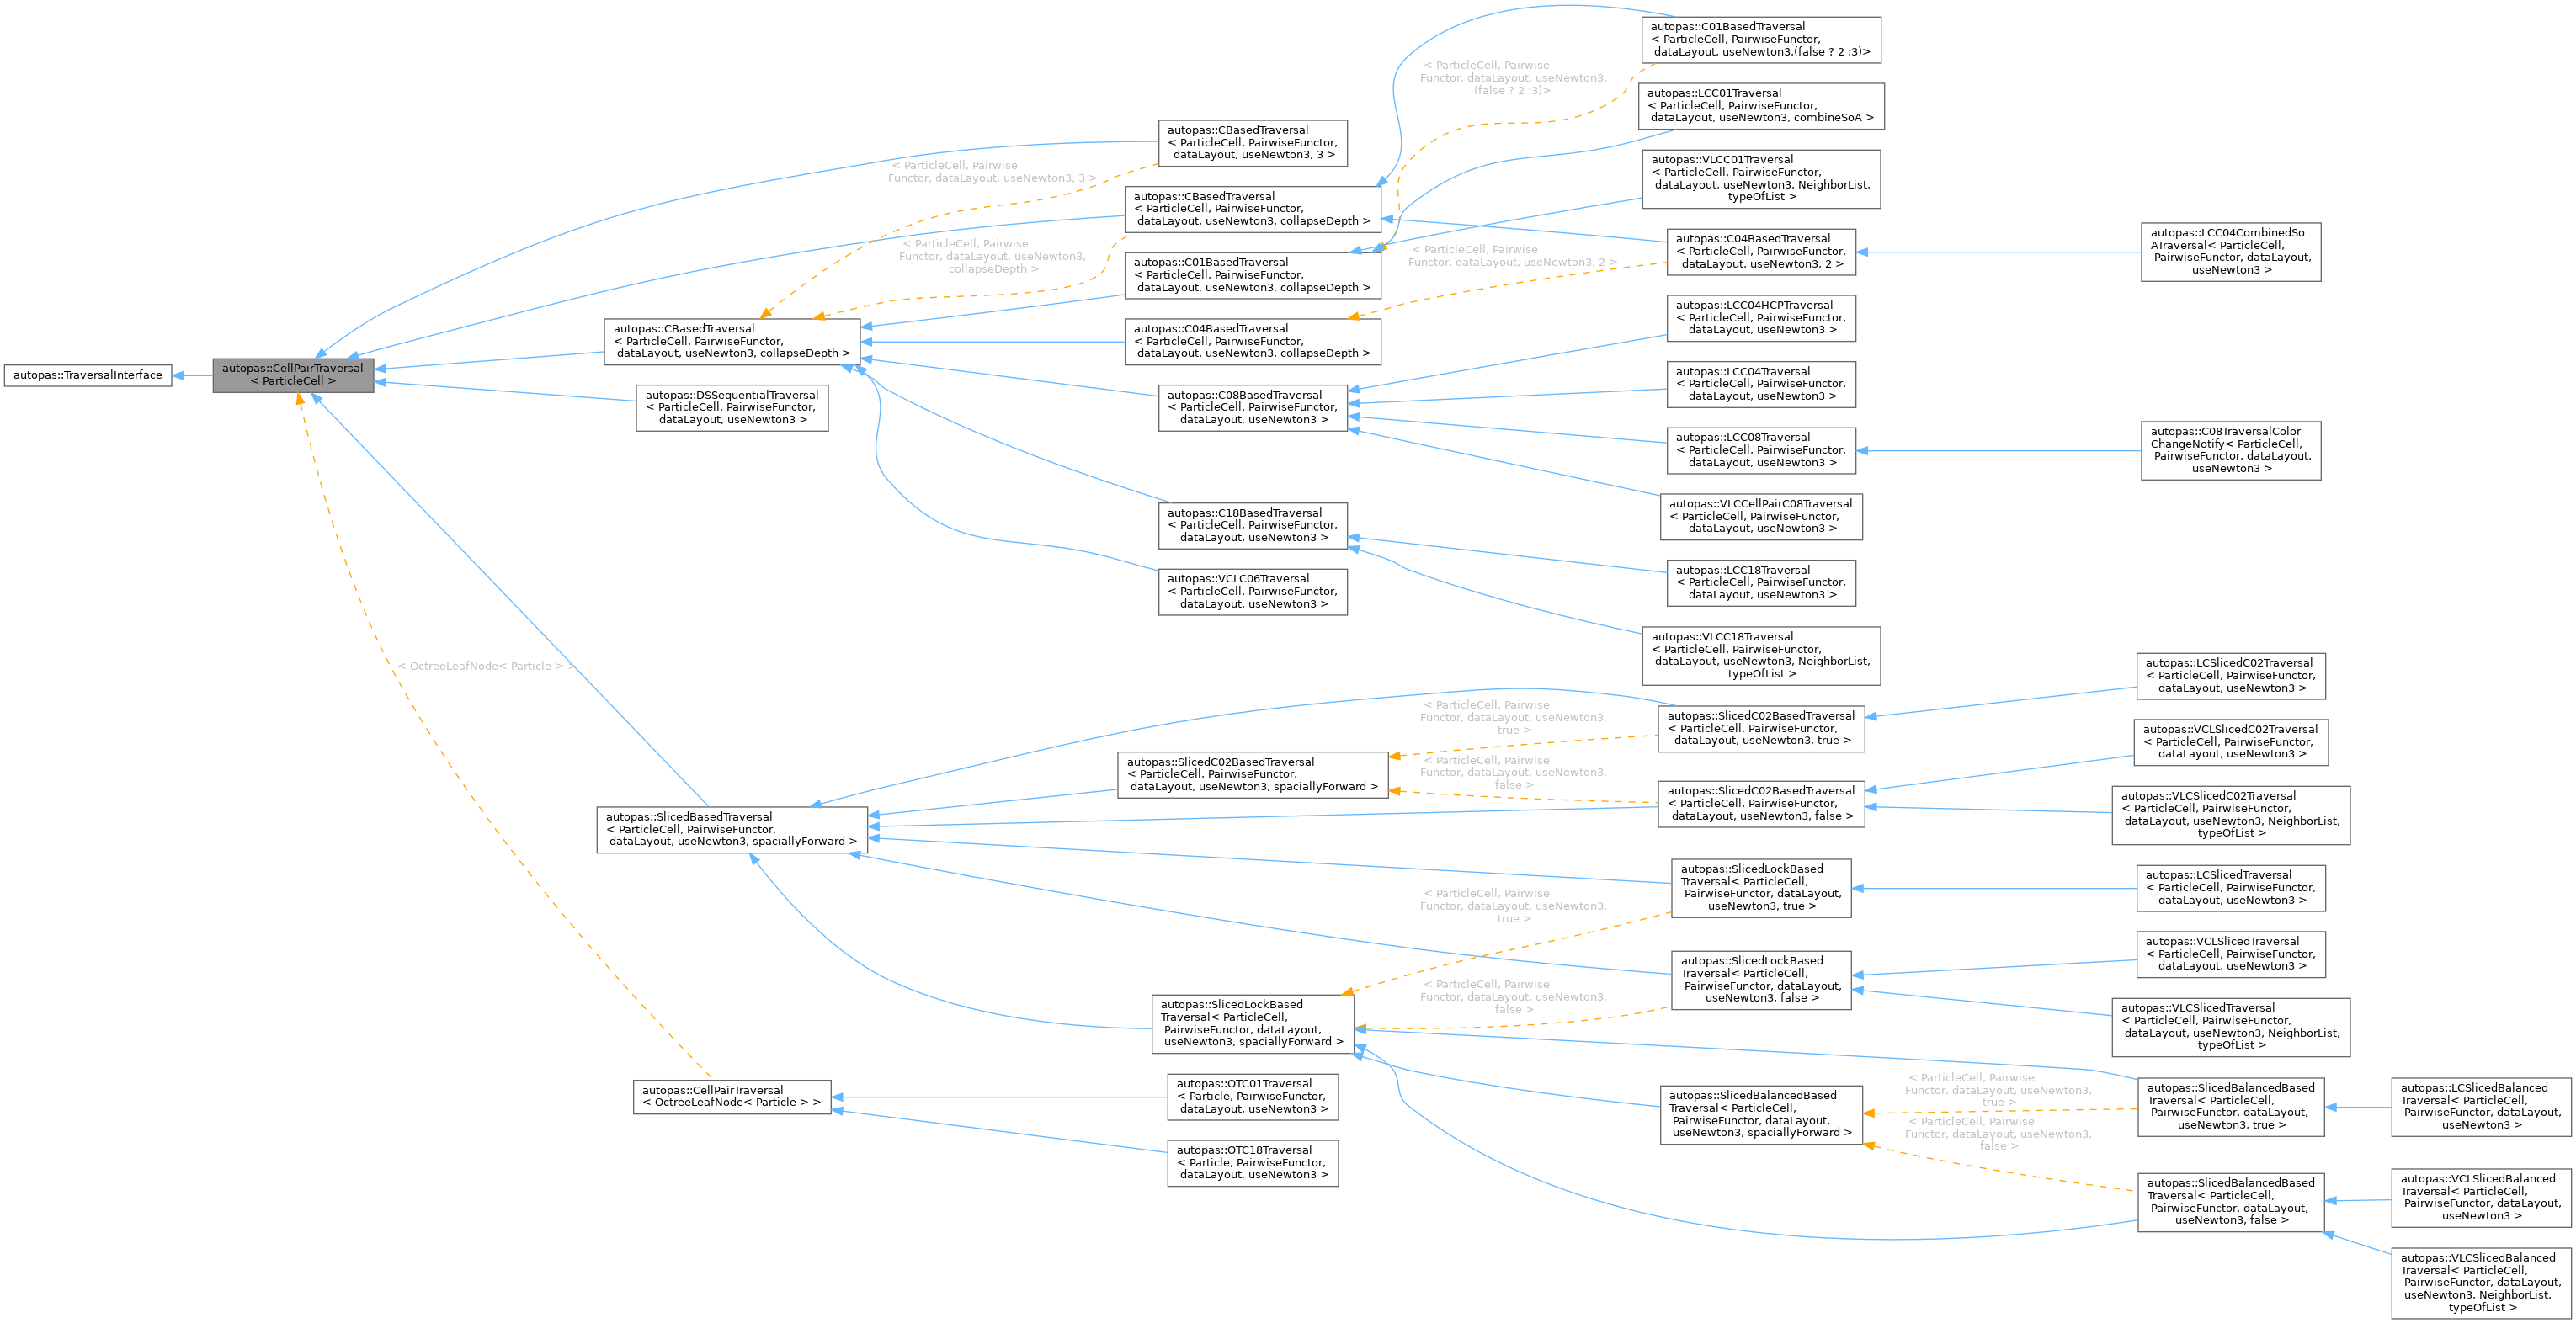 autopas::TraversalInterface
autopas::CellPairTraversal
< ParticleCell >
< OctreeLeafNode< Particle > >
autopas::CBasedTraversal
< ParticleCell, PairwiseFunctor,
dataLayout, useNewton3, collapseDepth >
autopas::DSSequentialTraversal
< ParticleCell, PairwiseFunctor,
dataLayout, useNewton3 >
autopas::SlicedBasedTraversal
< ParticleCell, PairwiseFunctor,
dataLayout, useNewton3, spaciallyForward >
autopas::CellPairTraversal
< OctreeLeafNode< Particle > >
< ParticleCell, Pairwise
Functor, dataLayout, useNewton3, 3 >
< ParticleCell, Pairwise
Functor, dataLayout, useNewton3,
collapseDepth >
autopas::CBasedTraversal
< ParticleCell, PairwiseFunctor,
dataLayout, useNewton3, 3 >
autopas::CBasedTraversal
< ParticleCell, PairwiseFunctor,
dataLayout, useNewton3, collapseDepth >
autopas::C01BasedTraversal
< ParticleCell, PairwiseFunctor,
dataLayout, useNewton3, collapseDepth >
autopas::C04BasedTraversal
< ParticleCell, PairwiseFunctor,
dataLayout, useNewton3, collapseDepth >
autopas::C08BasedTraversal
< ParticleCell, PairwiseFunctor,
dataLayout, useNewton3 >
autopas::C18BasedTraversal
< ParticleCell, PairwiseFunctor,
dataLayout, useNewton3 >
autopas::VCLC06Traversal
< ParticleCell, PairwiseFunctor,
dataLayout, useNewton3 >
autopas::SlicedC02BasedTraversal
< ParticleCell, PairwiseFunctor,
dataLayout, useNewton3, spaciallyForward >
autopas::SlicedLockBased
Traversal< ParticleCell,
PairwiseFunctor, dataLayout,
useNewton3, spaciallyForward >
autopas::OTC01Traversal
< Particle, PairwiseFunctor,
dataLayout, useNewton3 >
autopas::OTC18Traversal
< Particle, PairwiseFunctor,
dataLayout, useNewton3 >
< ParticleCell, Pairwise
Functor, dataLayout, useNewton3,
(false ? 2 :3)>
< ParticleCell, Pairwise
Functor, dataLayout, useNewton3, 2 >
< ParticleCell, Pairwise
Functor, dataLayout, useNewton3,
true >
< ParticleCell, Pairwise
Functor, dataLayout, useNewton3,
false >
< ParticleCell, Pairwise
Functor, dataLayout, useNewton3,
true >
< ParticleCell, Pairwise
Functor, dataLayout, useNewton3,
false >
autopas::C01BasedTraversal
< ParticleCell, PairwiseFunctor,
dataLayout, useNewton3,(false ? 2 :3)>
autopas::LCC01Traversal
< ParticleCell, PairwiseFunctor,
dataLayout, useNewton3, combineSoA >
autopas::VLCC01Traversal
< ParticleCell, PairwiseFunctor,
dataLayout, useNewton3, NeighborList,
typeOfList >
autopas::C04BasedTraversal
< ParticleCell, PairwiseFunctor,
dataLayout, useNewton3, 2 >
autopas::LCC04HCPTraversal
< ParticleCell, PairwiseFunctor,
dataLayout, useNewton3 >
autopas::LCC04Traversal
< ParticleCell, PairwiseFunctor,
dataLayout, useNewton3 >
autopas::LCC08Traversal
< ParticleCell, PairwiseFunctor,
dataLayout, useNewton3 >
autopas::VLCCellPairC08Traversal
< ParticleCell, PairwiseFunctor,
dataLayout, useNewton3 >
autopas::LCC18Traversal
< ParticleCell, PairwiseFunctor,
dataLayout, useNewton3 >
autopas::VLCC18Traversal
< ParticleCell, PairwiseFunctor,
dataLayout, useNewton3, NeighborList,
typeOfList >
autopas::SlicedC02BasedTraversal
< ParticleCell, PairwiseFunctor,
dataLayout, useNewton3, true >
autopas::SlicedC02BasedTraversal
< ParticleCell, PairwiseFunctor,
dataLayout, useNewton3, false >
autopas::SlicedLockBased
Traversal< ParticleCell,
PairwiseFunctor, dataLayout,
useNewton3, true >
autopas::SlicedLockBased
Traversal< ParticleCell,
PairwiseFunctor, dataLayout,
useNewton3, false >
autopas::SlicedBalancedBased
Traversal< ParticleCell,
PairwiseFunctor, dataLayout,
useNewton3, spaciallyForward >
< ParticleCell, Pairwise
Functor, dataLayout, useNewton3,
true >
< ParticleCell, Pairwise
Functor, dataLayout, useNewton3,
false >
autopas::LCC04CombinedSo
ATraversal< ParticleCell,
PairwiseFunctor, dataLayout,
useNewton3 >
autopas::C08TraversalColor
ChangeNotify< ParticleCell,
PairwiseFunctor, dataLayout,
useNewton3 >
autopas::LCSlicedC02Traversal
< ParticleCell, PairwiseFunctor,
dataLayout, useNewton3 >
autopas::VCLSlicedC02Traversal
< ParticleCell, PairwiseFunctor,
dataLayout, useNewton3 >
autopas::VLCSlicedC02Traversal
< ParticleCell, PairwiseFunctor,
dataLayout, useNewton3, NeighborList,
typeOfList >
autopas::LCSlicedTraversal
< ParticleCell, PairwiseFunctor,
dataLayout, useNewton3 >
autopas::VCLSlicedTraversal
< ParticleCell, PairwiseFunctor,
dataLayout, useNewton3 >
autopas::VLCSlicedTraversal
< ParticleCell, PairwiseFunctor,
dataLayout, useNewton3, NeighborList,
typeOfList >
autopas::SlicedBalancedBased
Traversal< ParticleCell,
PairwiseFunctor, dataLayout,
useNewton3, true >
autopas::SlicedBalancedBased
Traversal< ParticleCell,
PairwiseFunctor, dataLayout,
useNewton3, false >
autopas::LCSlicedBalanced
Traversal< ParticleCell,
PairwiseFunctor, dataLayout,
useNewton3 >
autopas::VCLSlicedBalanced
Traversal< ParticleCell,
PairwiseFunctor, dataLayout,
useNewton3 >
autopas::VLCSlicedBalanced
Traversal< ParticleCell,
PairwiseFunctor, dataLayout,
useNewton3, NeighborList,
typeOfList >